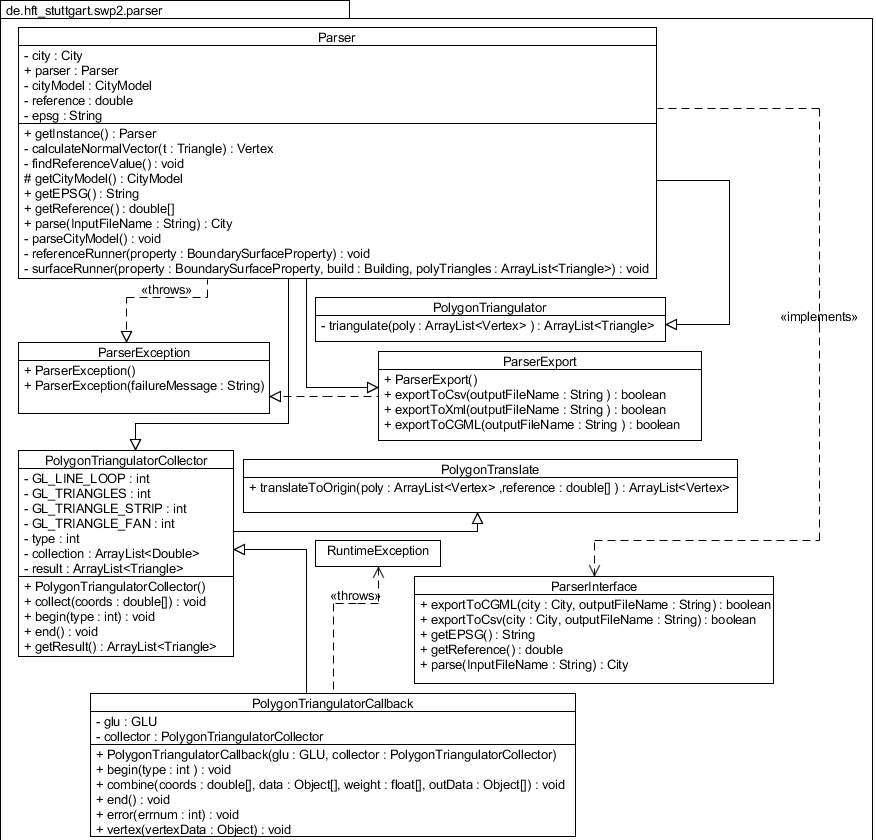 de.hft_stuttgart.swp2.parser
Parser
- city : City
+ parser : Parser
- cityModel : CityModel
- reference : double
- epsg : String
+ getInstance() : Parser
- calculateNormalVector(t : Triangle) : Vertex
- findReferenceValue() : void
# getCityModel() : CityModel
+ getEPSG() : String
+ getReference() : double[]
+ parse(InputFileName : String) : City
- parseCityModel() : void
- referenceRunner(property : BoundarySurfaceProperty) : void
- surfaceRunner(property : BoundarySurfaceProperty, build : Building, polyTriangles : ArrayList<Triangle>) : void
«throws»
PolygonTriangulator
- triangulate(poly : ArrayList<Vertex> ) : ArrayList<Triangle>
«implements»
ParserException
+ ParserException()
+ ParserException(failureMessage : String)
ParserExport
+ ParserExport()
+ exportToCsv(outputFileName : String ) : boolean
+ exportToXml(outputFileName : String ) : boolean
+ exportToCGML(outputFileName : String ) : boolean
PolygonTriangulatorCollector
- GL_LINE_LOOP : int
- GL_TRIANGLES : int
- GL_TRIANGLE_STRIP : int
- GL_TRIANGLE_FAN : int
- type : int
- collection : ArrayList<Double>
- result : ArrayList<Triangle>
+ PolygonTriangulatorCollector()
+ collect(coords : double[]) : void
+ begin(type : int) : void
+ end() : void
+ getResult() : ArrayList<Triangle>
PolygonTranslate
+ translateToOrigin(poly : ArrayList<Vertex> ,reference : double[] ) : ArrayList<Vertex>
RuntimeException
«throws»
ParserInterface
+ exportToCGML(city : City, outputFileName : String) : boolean
+ exportToCsv(city : City, outputFileName : String) : boolean
+ getEPSG() : String
+ getReference() : double
+ parse(InputFileName : String) : City
PolygonTriangulatorCallback
- glu : GLU
- collector : PolygonTriangulatorCollector
+ PolygonTriangulatorCallback(glu : GLU, collector : PolygonTriangulatorCollector)
+ begin(type : int ) : void
+ combine(coords : double[], data : Object[], weight : float[], outData : Object[]) : void
+ end() : void
+ error(errnum : int) : void
+ vertex(vertexData : Object) : void